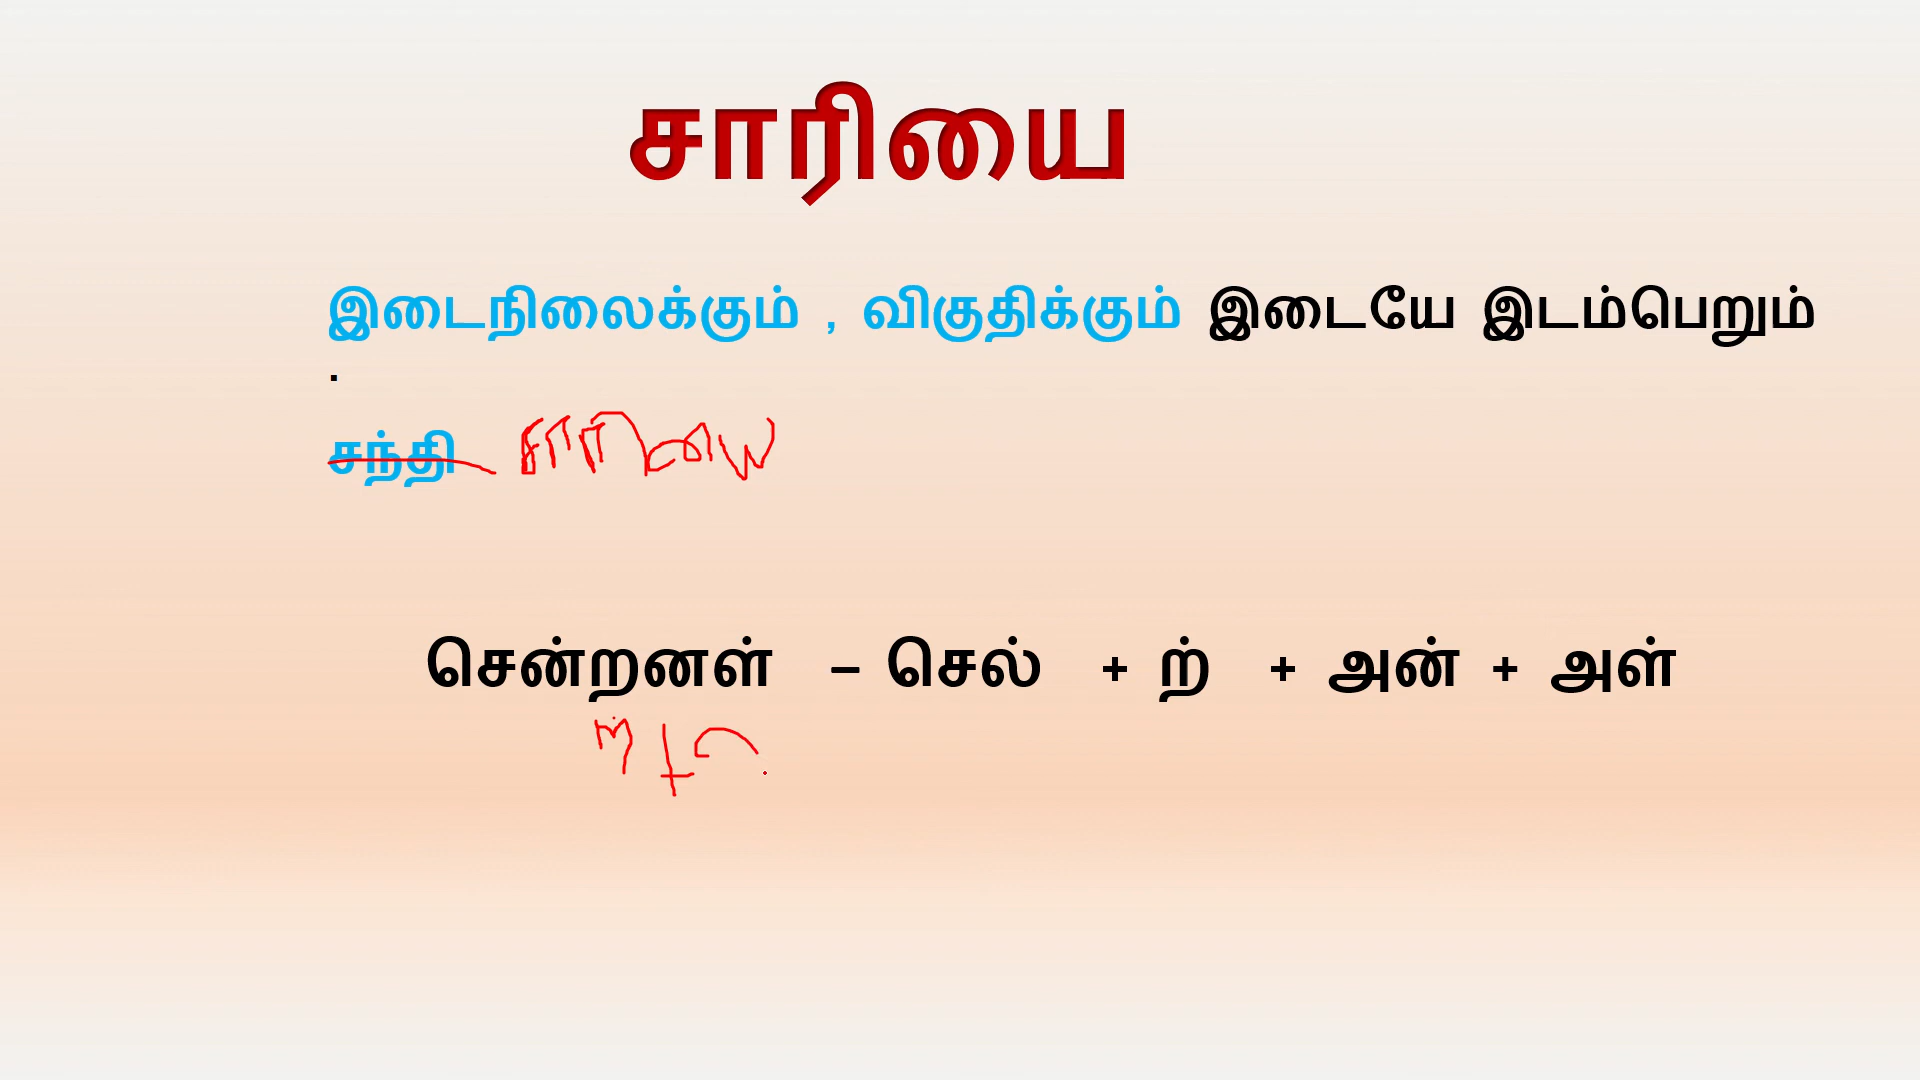 சாரியை
இடைநிலைக்கும் , விகுதிக்கும் இடையே இடம்பெறும்
.
சந்தி சாரியை
சென்றனள் – செல் + ற் + அன் + அள்
ற் +